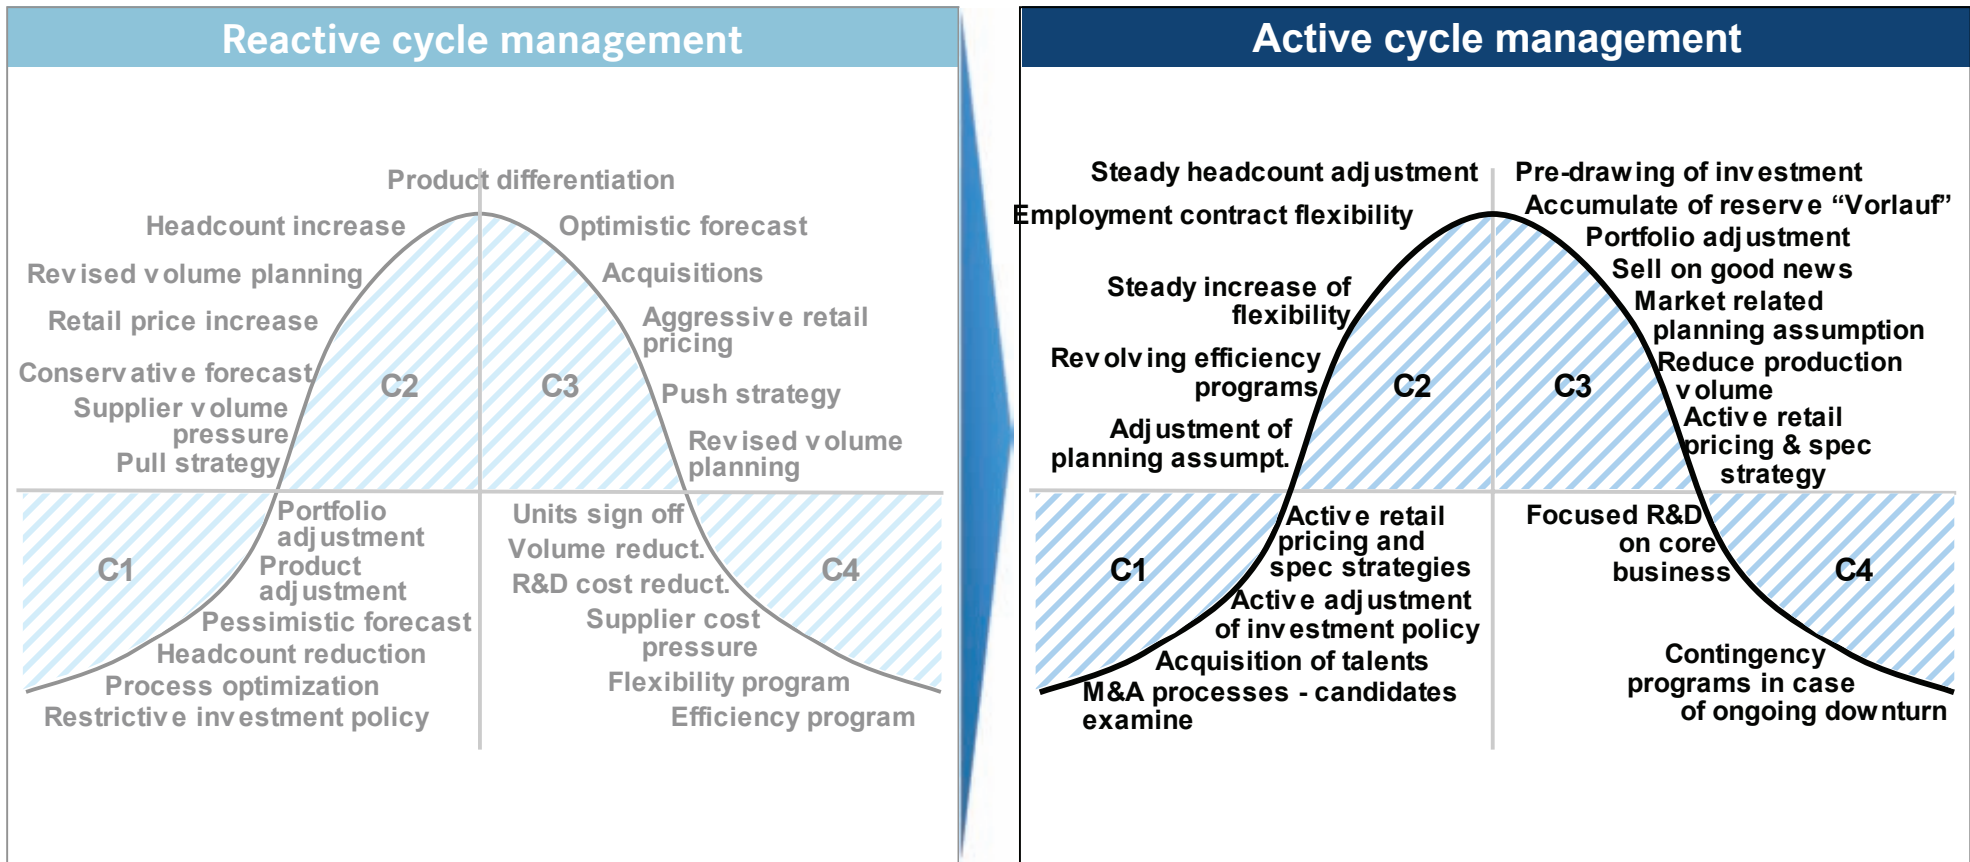 Reactive cycle management
Product differentiation
Headcount increase
Optimistic forecast
Revised volume planning
Acquisitions
Retail price increase
Aggressive retail
pricing
Conservative forecast
C2
C3
Push strategy
Supplier volume
pressure
Pull strategy
Revised volume
planning
C1
Portfolio
adjustment
Product
adjustment
Pessimistic forecast
Headcount reduction
Process optimization
Restrictive investment policy
Units sign off
Volume reduct.
R&D cost reduct.
C4
Supplier cost
pressure
Flexibility program
Efficiency program
Active cycle management
Steady headcount adjustment
Employment contract flexibility
Steady increase of
flexibility
Revolving efficiency
programs
Adjustment of
planning assumpt.
C2
C3
Pre-drawing of investment
Accumulate of reserve “Vorlauf”
Portfolio adjustment
Sell on good news
Market related
planning assumption
Reduce production
volume
Active retail
pricing & spec
strategy
C1
Active retail
pricing and
spec strategies
Active adjustment
of investment policy
Acquisition of talents
M&A processes - candidates
examine
Focused R&D
on core
business
C4
Contingency
programs in case
of ongoing downturn